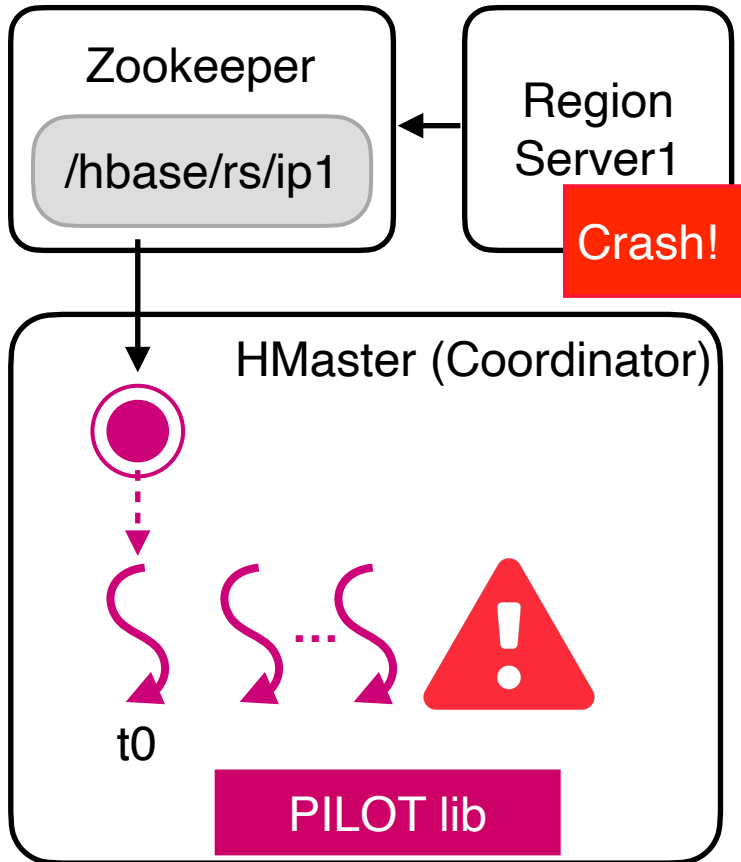 Zookeeper
/hbase/rs/ip1
Region
Server1
Crash!
HMaster (Coordinator)
...
t0
PILOT lib